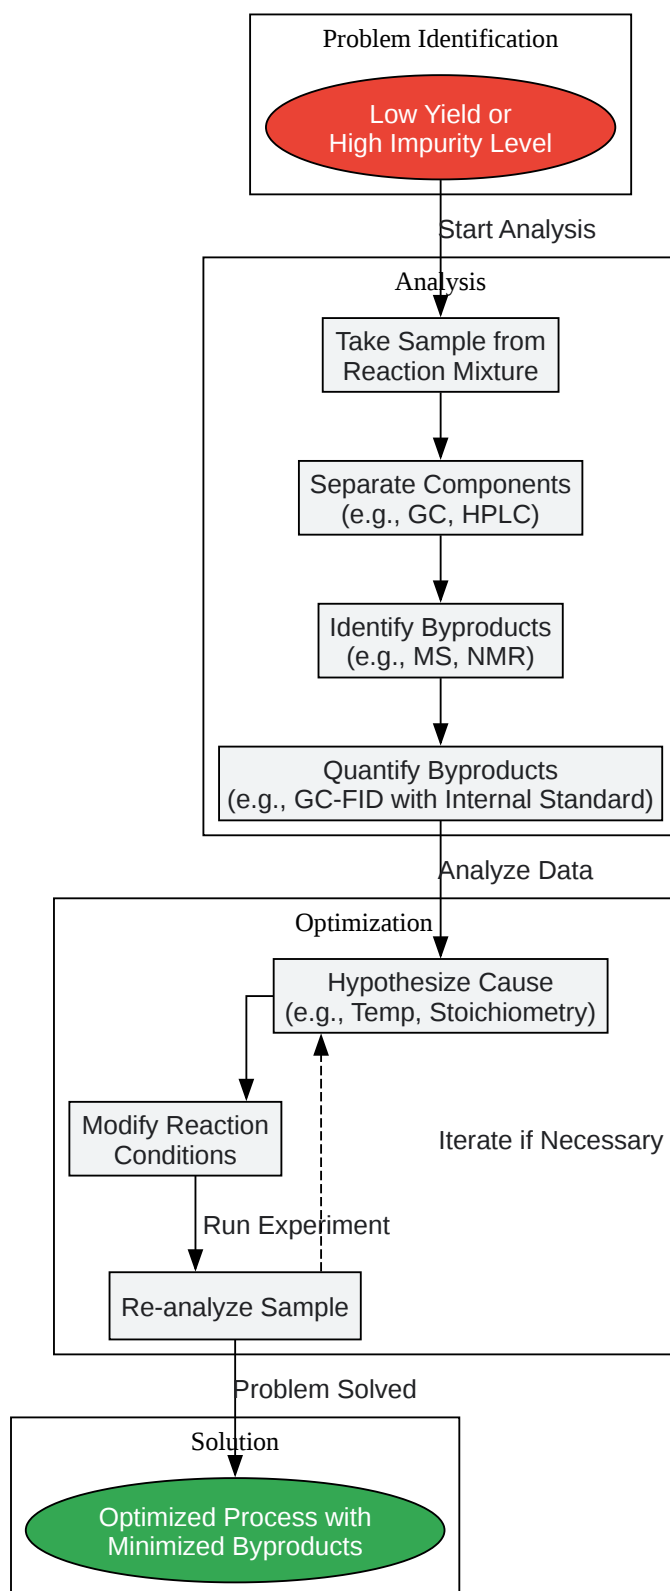 Problem Identification
Low Yield or
High Impurity Level
Start Analysis
Analysis
Take Sample from
Reaction Mixture
Separate Components
(e.g., GC, HPLC)
Identify Byproducts
(e.g., MS, NMR)
Quantify Byproducts
(e.g., GC-FID with Internal Standard)
Analyze Data
Optimization
Hypothesize Cause
(e.g., Temp, Stoichiometry)
Modify Reaction
Conditions
Iterate if Necessary
Run Experiment
Re-analyze Sample
Problem Solved
Solution
Optimized Process with
Minimized Byproducts